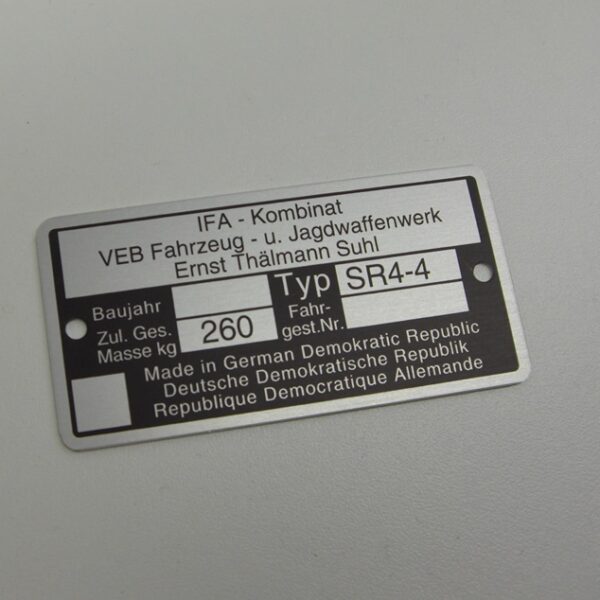 IFA - Kombinat
VEB Fahrzeug - u. Jagdwaffenwerk
Ernst Thälmann Suhl
Baujahr
Typ SR4-4
Zul. Ges.
Masse kg 260
Fahr-
gest.Nr.
Made in German Demokratic Republic
Deutsche Demokratische Republik
Republique Democratique Allemande